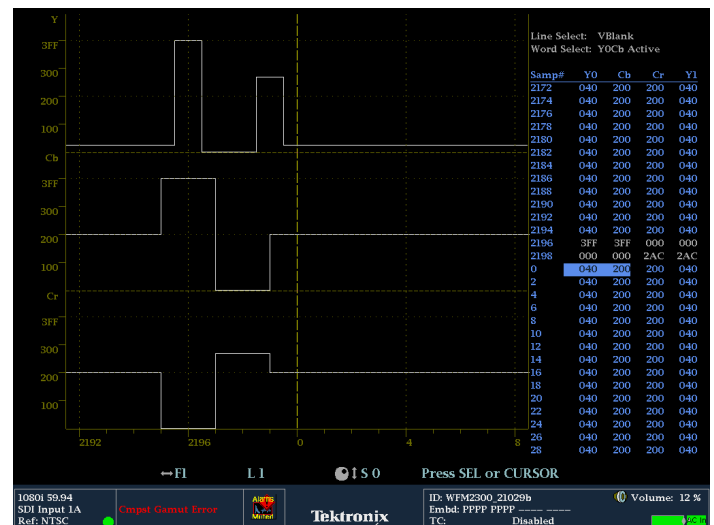 Y
3FF
300
200
100
Cb
3FF
300
200
100
Cr
3FF
300
200
100
2192 2196 0 4 8
Line Select: VBlank
Word Select: Y0Cb Active
Samp# Y0 Cb Cr Y1
2172 040 200 200 040
2174 040 200 200 040
2176 040 200 200 040
2178 040 200 200 040
2180 040 200 200 040
2182 040 200 200 040
2184 040 200 200 040
2186 040 200 200 040
2188 040 200 200 040
2190 040 200 200 040
2192 040 200 200 040
2194 040 200 200 040
2196 3FF 3FF 000 000
2198 000 000 2AC 2AC
0 040 200 200 040
2 040 200 200 040
4 040 200 200 040
6 040 200 200 040
8 040 200 200 040
10 040 200 200 040
12 040 200 200 040
14 040 200 200 040
16 040 200 200 040
18 040 200 200 040
20 040 200 200 040
22 040 200 200 040
24 040 200 200 040
26 040 200 200 040
28 040 200 200 040
↔F1 L 1 ↕ S 0 Press SEL or CURSOR
1080i 59.94
SDI Input 1A
Ref: NTSC
Cmpst Gamut Error
Alarms
Muted
Tektronix
ID: WFM2300_21029b
Embd: PPPP PPPP ---- ----
TC: Disabled
Volume: 12 %
AC In